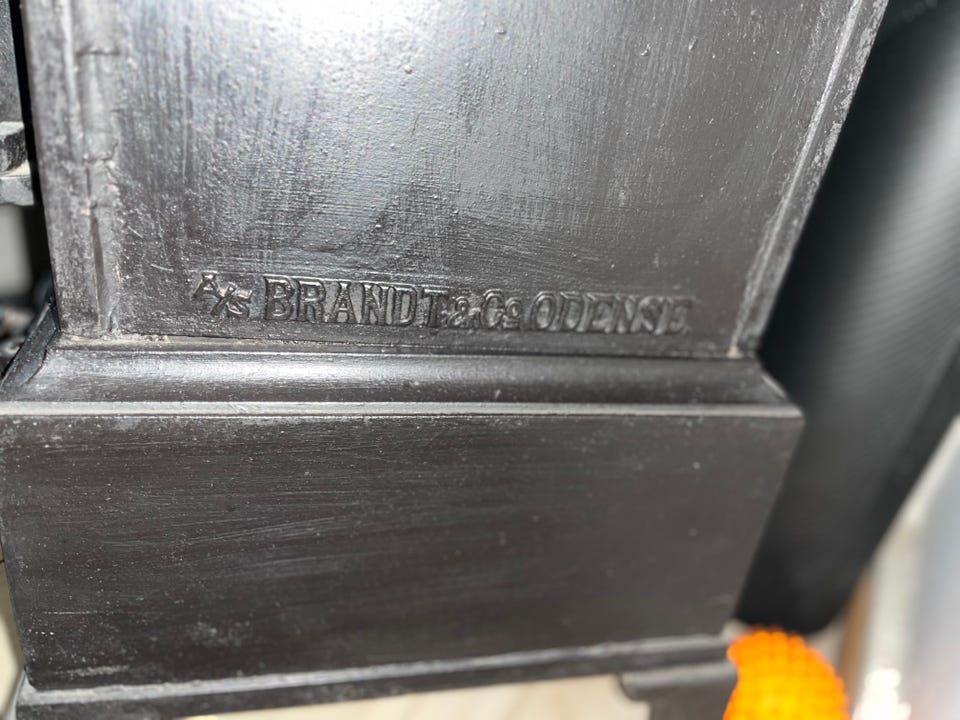 A/S BRANDT & Co ODENSE